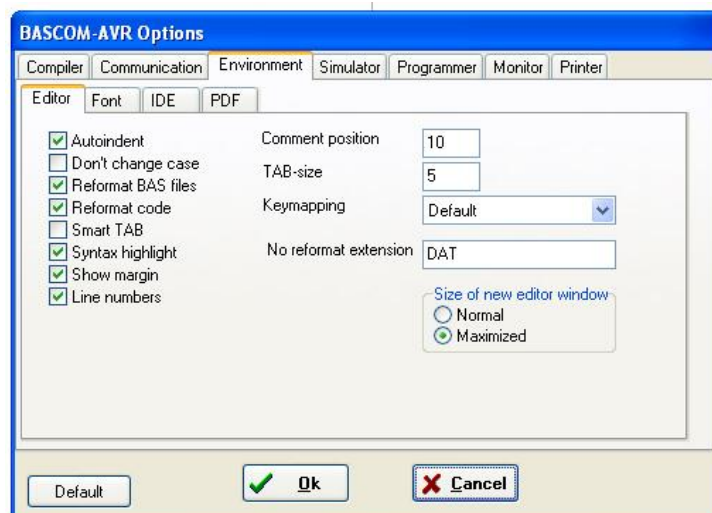 BASCOM-AVR Options
Compiler Communication Environment Simulator Programmer Monitor Printer
Editor Font IDE PDF
Autoindent
Don't change case
Reformat BAS files
Reformat code
Smart TAB
Syntax highlight
Show margin
Line numbers
Comment position 10
TAB-size 5
Keymapping Default
No reformat extension DAT
Size of new editor window
Normal
Maximized
Default Ok Cancel